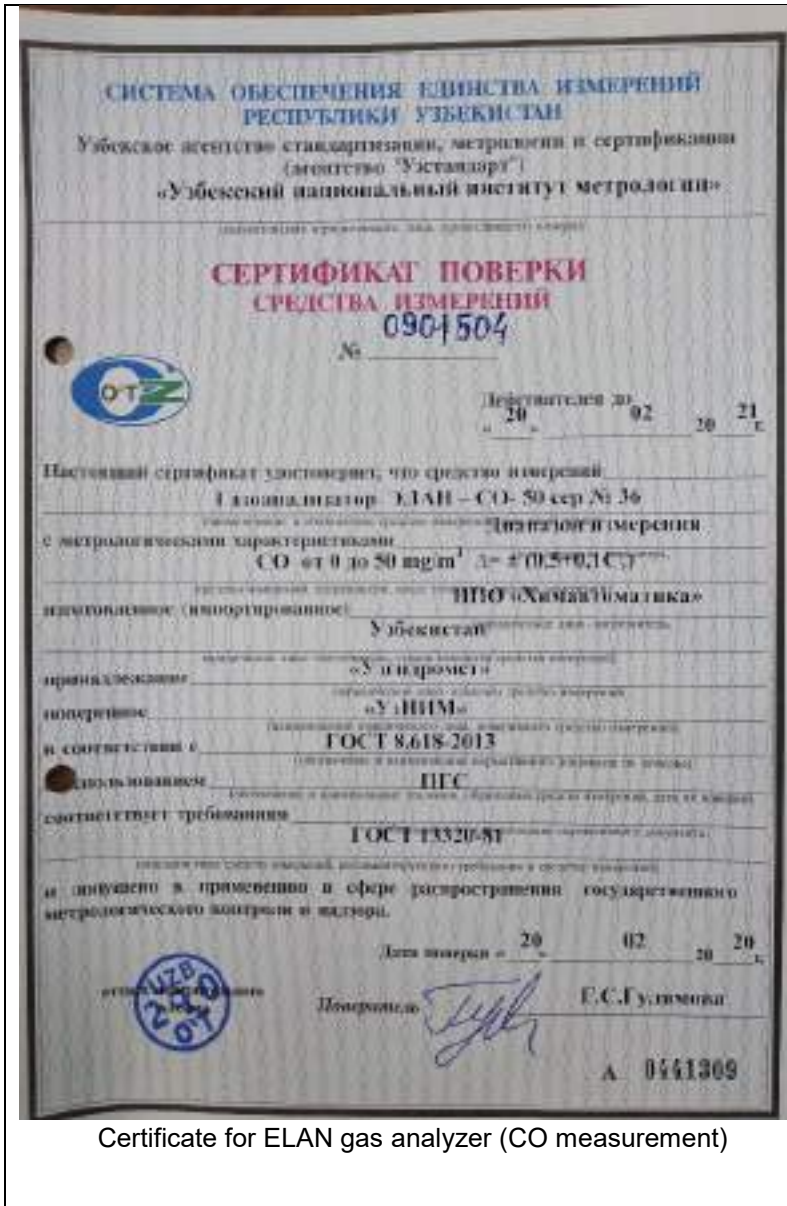 СИСТЕМА ОБЕСПЕЧЕНИЯ ЕДИНСТВА ИЗМЕРЕНИЙ
РЕСПУБЛИКИ УЗБЕКИСТАН
Узбекское агентство стандартизации, метрологии и сертификации
(агентство "Узстандарт")
«Узбекский национальный институт метрологии»
СЕРТИФИКАТ ПОВЕРКИ
СРЕДСТВА ИЗМЕРЕНИЙ
№ 0901504
Действителен до
« 20 » 02 20 21 г.
Настоящий сертификат удостоверяет, что средство измерений
Газоанализатор ЭЛАН – СО- 50 сер № 36
Диапазон измерения
с метрологическими характеристиками
СО от 0 до 50 mg/m³ Δ= ± (0,5+0,1С)
НПО «Химавтоматика»
изготовленное (импортированное)
Узбекистан
принадлежащее «Узгидромет»
поверенное «УзНИМ»
в соответствии с ГОСТ 8.618-2013
использованием ПГС
соответствует требованиям
ГОСТ 13320-81
и допущено к применению в сфере распространения государственного
метрологического контроля и надзора.
Дата поверки « 20 » 02 20 20 г.
UZB
Поверитель Г.С.Гулямова
А 0441309
Certificate for ELAN gas analyzer (CO measurement)